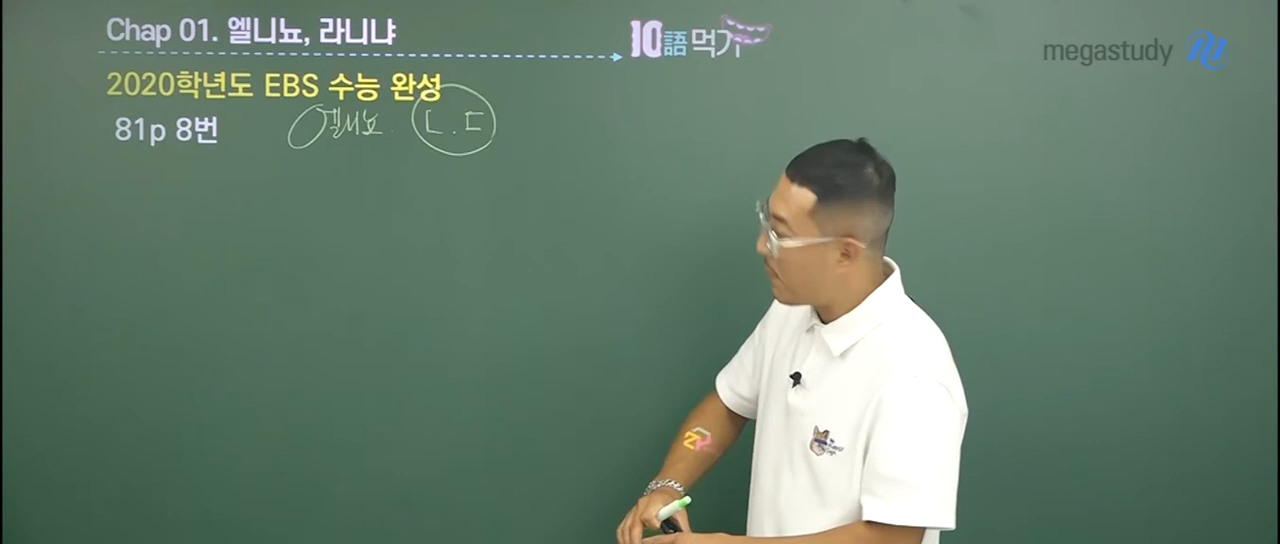 Chap 01. 엘니뇨, 라니냐
10語먹기
megastudy
2020학년도 EBS 수능 완성
81p 8번
엘니뇨. ㄴ. ㄷ